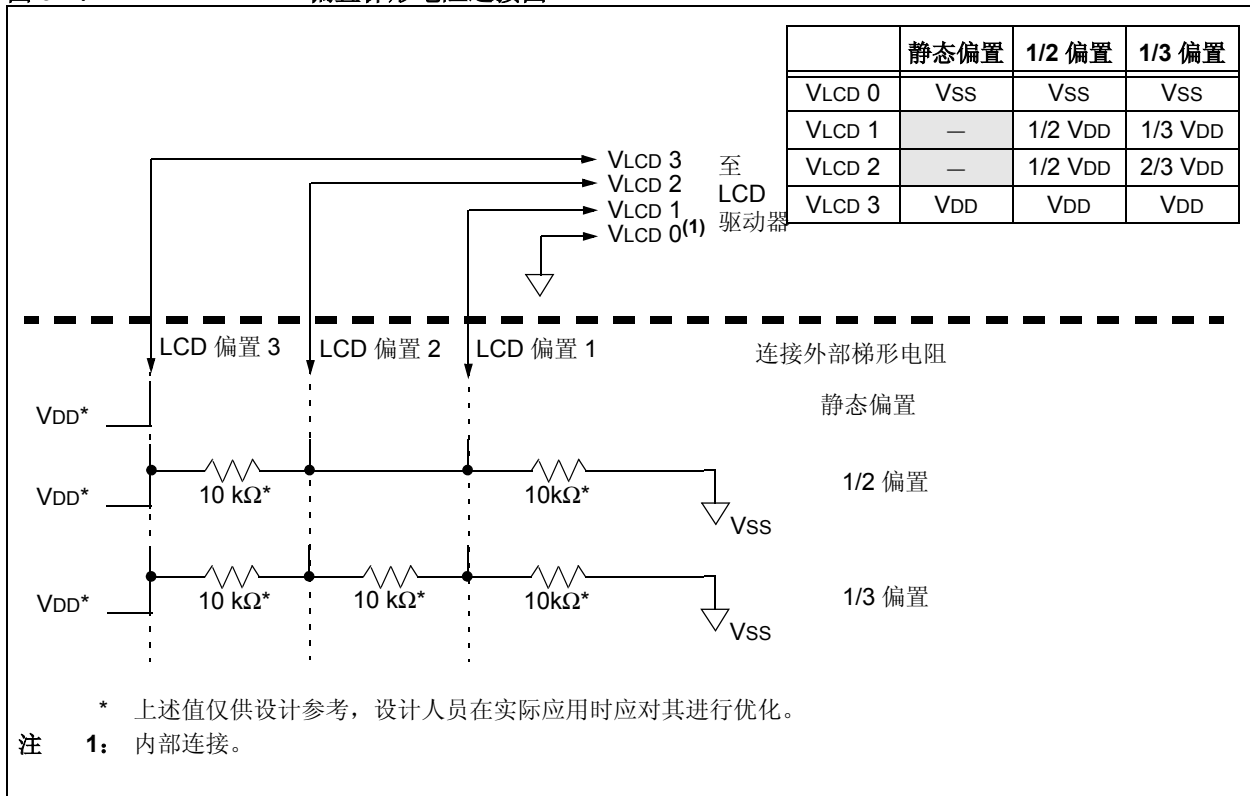 静态偏置 1/2 偏置 1/3 偏置
VLCD 0 VSS VSS VSS
VLCD 1 — 1/2 VDD 1/3 VDD
VLCD 2 — 1/2 VDD 2/3 VDD
VLCD 3 VDD VDD VDD
VLCD 3
VLCD 2
VLCD 1
VLCD 0(1)
至
LCD
驱动器
LCD 偏置 3 LCD 偏置 2 LCD 偏置 1
连接外部梯形电阻
VDD*
静态偏置
VDD* 10 kΩ* 10kΩ* VSS
1/2 偏置
VDD* 10 kΩ* 10 kΩ* 10kΩ* VSS
1/3 偏置
* 上述值仅供设计参考，设计人员在实际应用时应对其进行优化。
注 1： 内部连接。